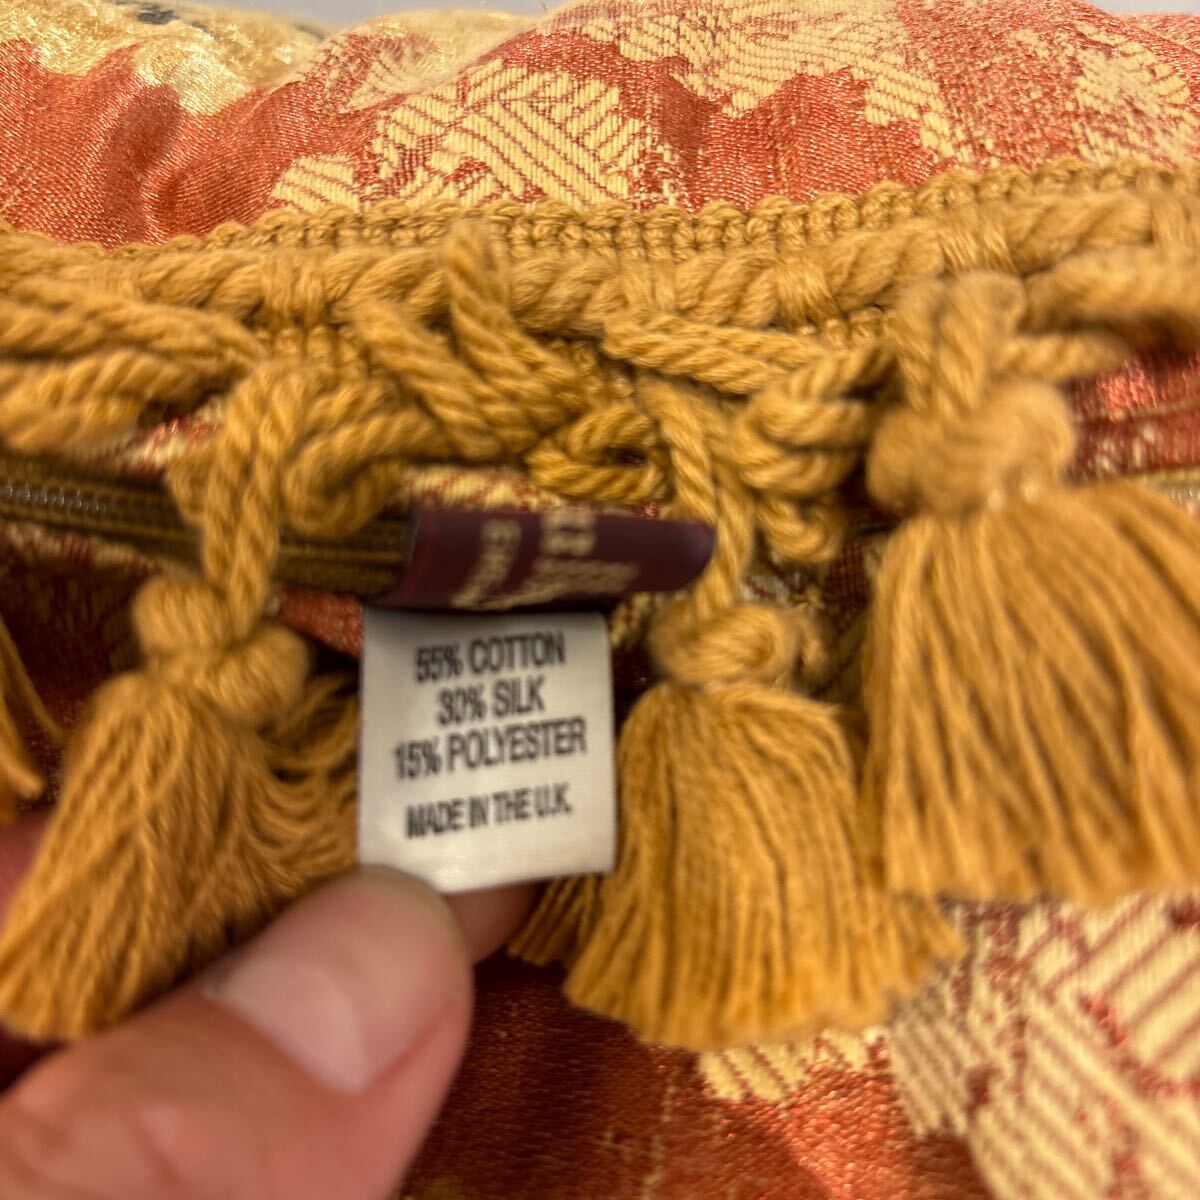 55% COTTON
30% SILK
15% POLYESTER
MADE IN THE U.K.